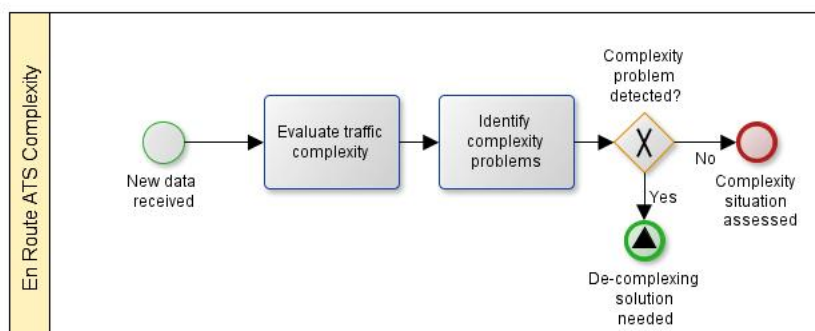 En Route ATS Complexity
New data
received
Evaluate traffic
complexity
Identify
complexity
problems
Complexity
problem
detected?
X
No
Yes
Complexity
situation
assessed
De-complexing
solution
needed